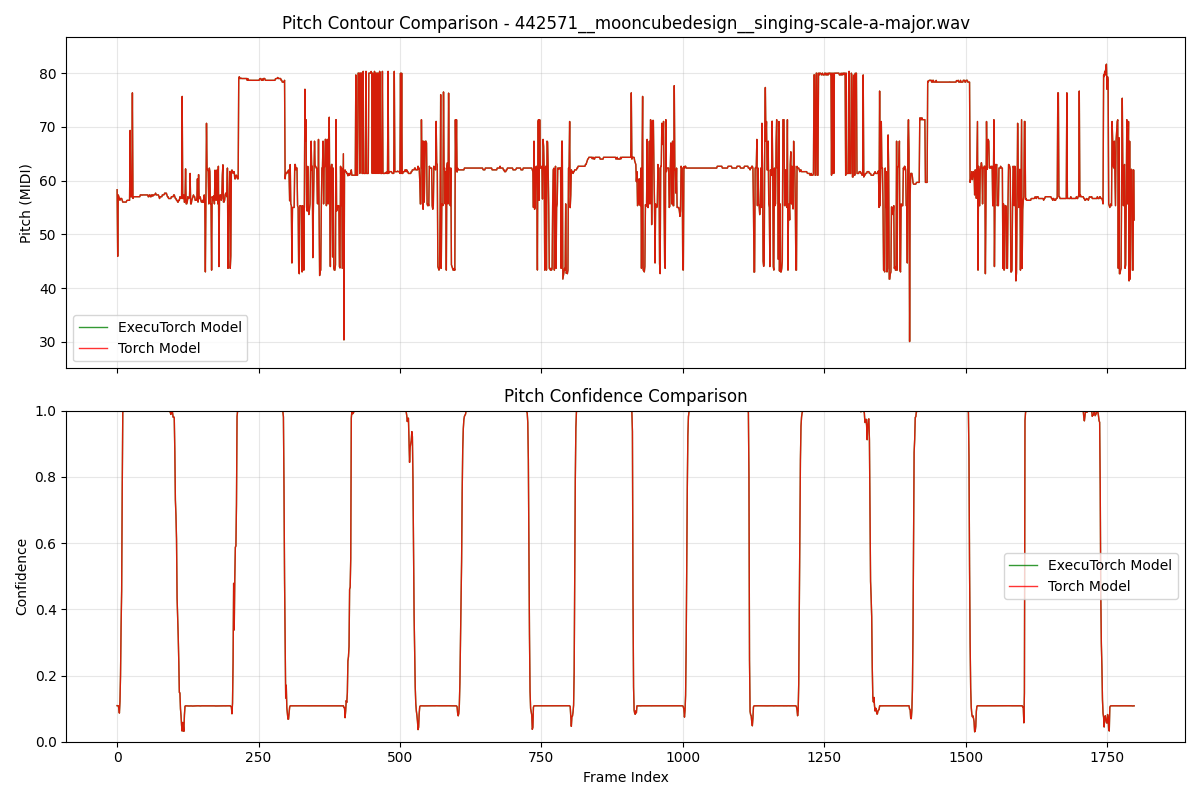 Pitch Contour Comparison - 442571__mooncubedesign__singing-scale-a-major.wav
80
70
60
50
40
30
Pitch (MIDI)
ExecuTorch Model
Torch Model
Pitch Confidence Comparison
1.0
0.8
0.6
0.4
0.2
0.0
Confidence
ExecuTorch Model
Torch Model
0 250 500 750 1000 1250 1500 1750
Frame Index